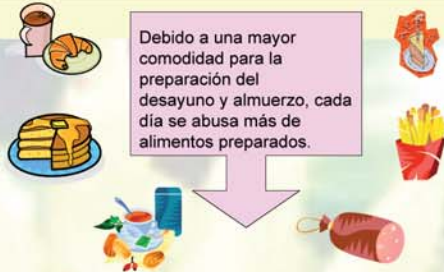 Debido a una mayor
comodidad para la
preparación del
desayuno y almuerzo, cada
día se abusa más de
alimentos preparados.